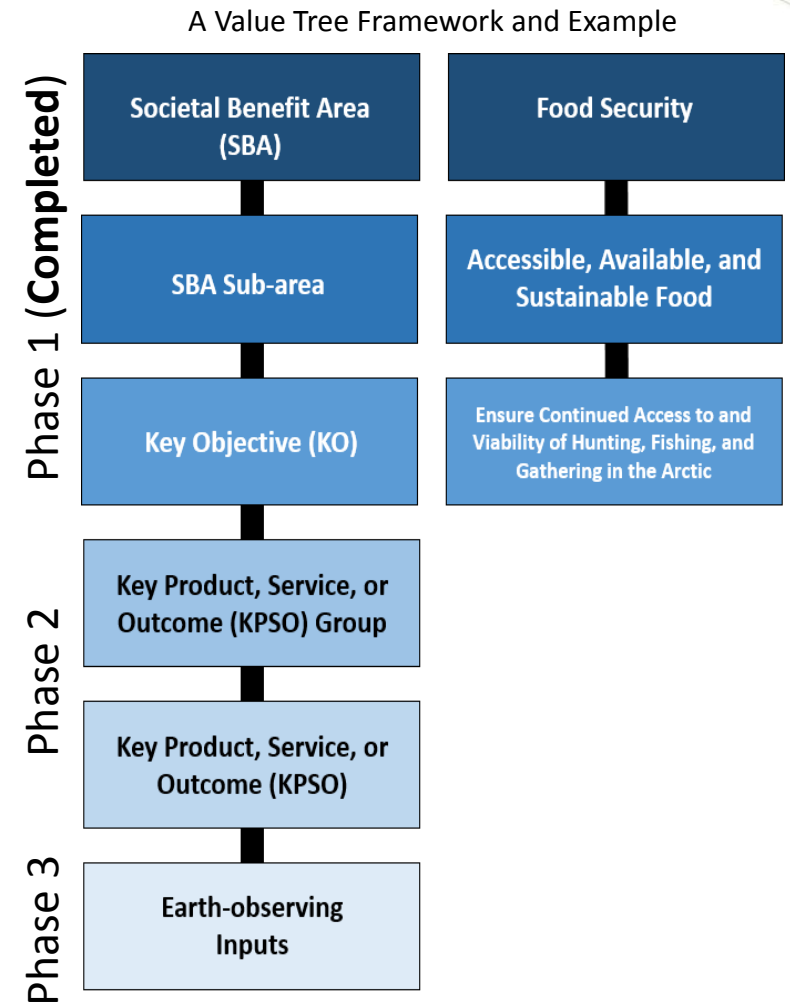 A Value Tree Framework and Example
Phase 1 (Completed)
Societal Benefit Area
(SBA)
Food Security
SBA Sub-area
Accessible, Available, and
Sustainable Food
Key Objective (KO)
Ensure Continued Access to and
Viability of Hunting, Fishing, and
Gathering in the Arctic
Phase 2
Key Product, Service, or
Outcome (KPSO) Group
Key Product, Service, or
Outcome (KPSO)
Phase 3
Earth-observing
Inputs